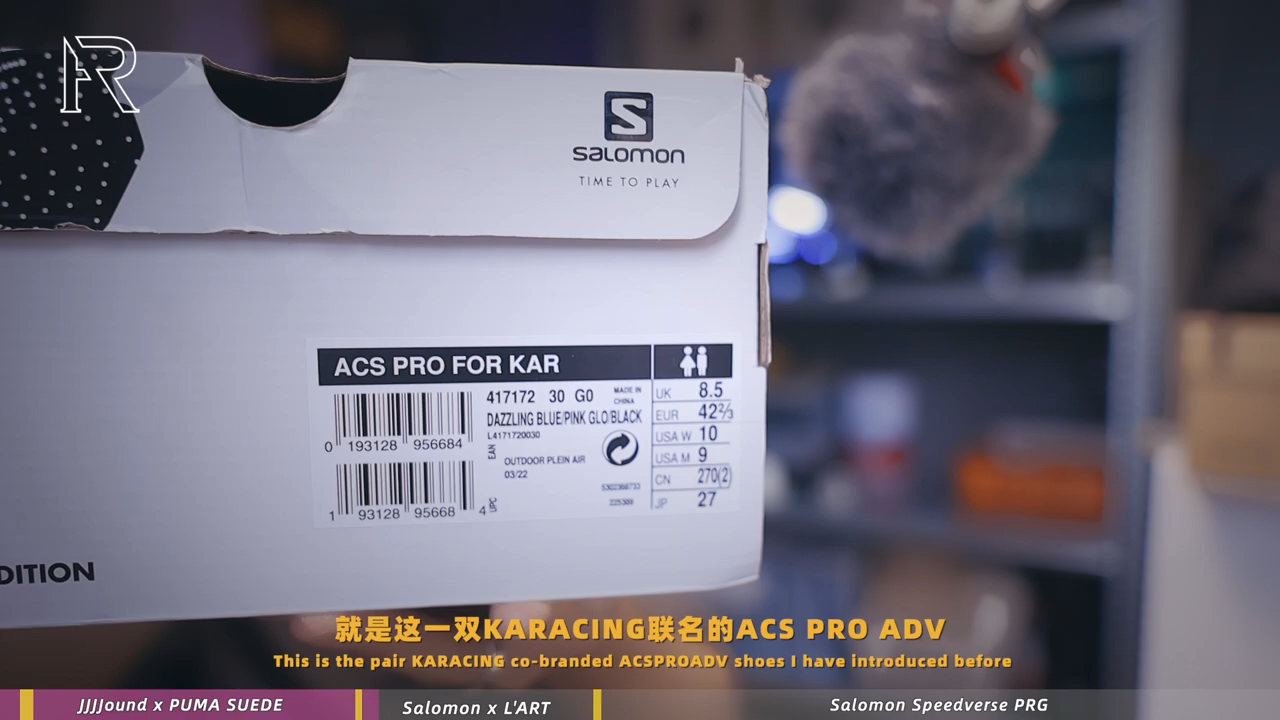 AR
SALOMON
TIME TO PLAY
ACS PRO FOR KAR
417172 30 G0
MADE IN
CHINA
DAZZLING BLUE/PINK GLO/BLACK
L4171720030
0 193128 956684
EAN
OUTDOOR PLEIN AIR
03/22
1 93128 95668 4
UPC
UK 8.5
EUR 42⅔
USA W 10
USA M 9
CN 270(2)
JP 27
DITION
就是这一双KARACING联名的ACS PRO ADV
This is the pair KARACING co-branded ACSPROADV shoes I have introduced before
JJJJound x PUMA SUEDE
Salomon x L'ART
Salomon Speedverse PRG